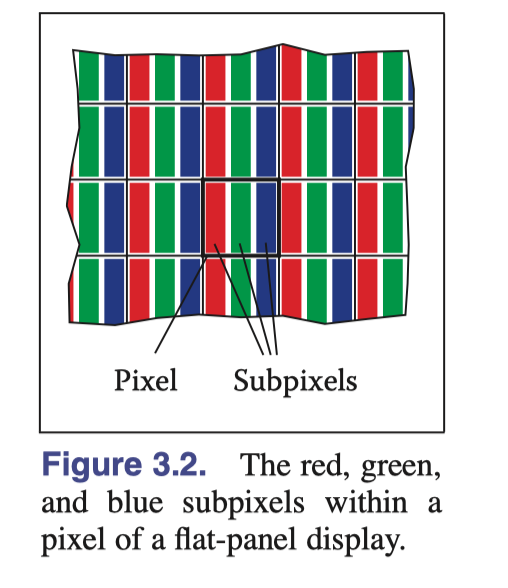 Pixel Subpixels
Figure 3.2. The red, green,
and blue subpixels within a
pixel of a flat-panel display.